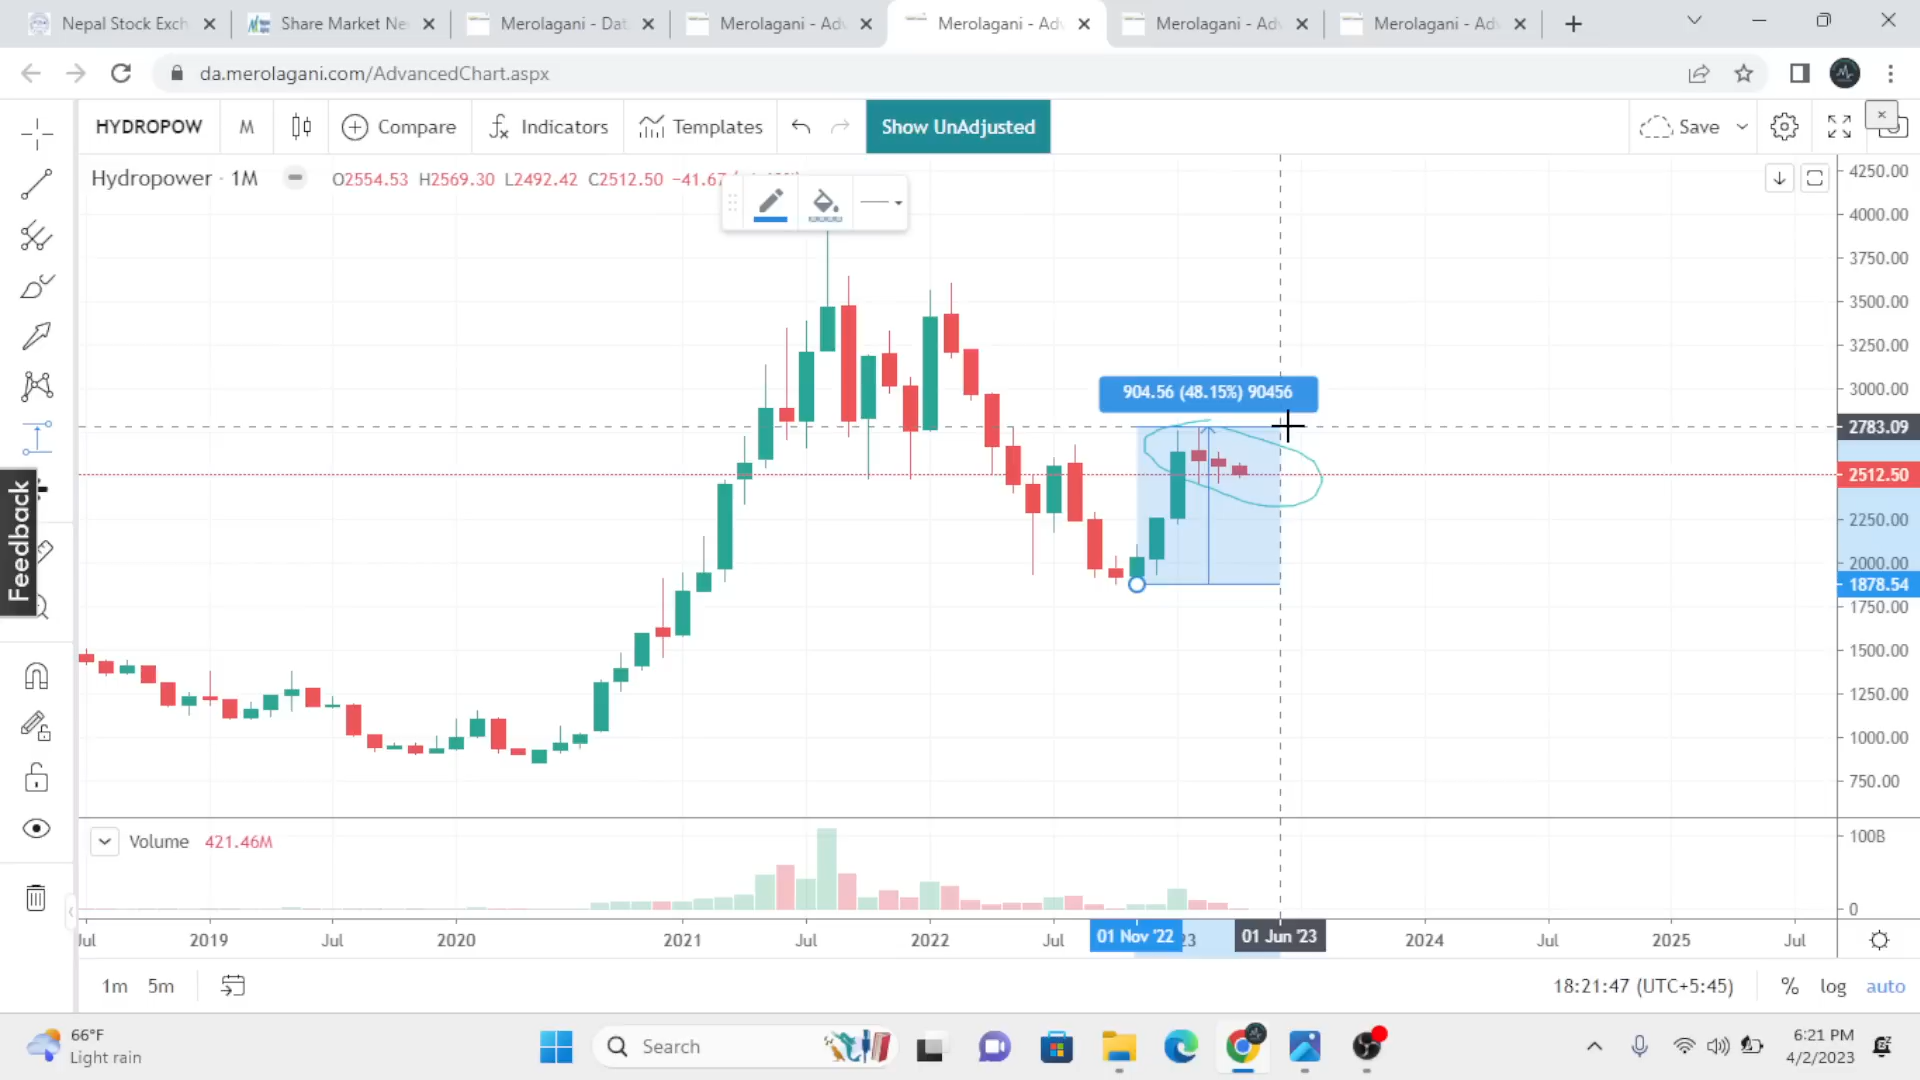 Nepal Stock Exch
Share Market Ne
Merolagani - Dat
Merolagani - Adv
Merolagani - Adv
Merolagani - Adv
Merolagani - Adv
da.merolagani.com/AdvancedChart.aspx
HYDROPOW M Compare Indicators Templates Show UnAdjusted Save
Hydropower · 1M O2554.53 H2569.30 L2492.42 C2512.50 −41.67
4250.00
4000.00
3750.00
3500.00
3250.00
3000.00
904.56 (48.15%) 90456
2783.09
2512.50
2250.00
2000.00
1878.54
1750.00
1500.00
1250.00
1000.00
750.00
Feedback
Volume 421.46M
100B
0
Jul 2019 Jul 2020 2021 Jul 2022 Jul 01 Nov '22 23 01 Jun '23 2024 Jul 2025 Jul
1m 5m 18:21:47 (UTC+5:45) % log auto
66°F
Light rain
Search
6:21 PM
4/2/2023